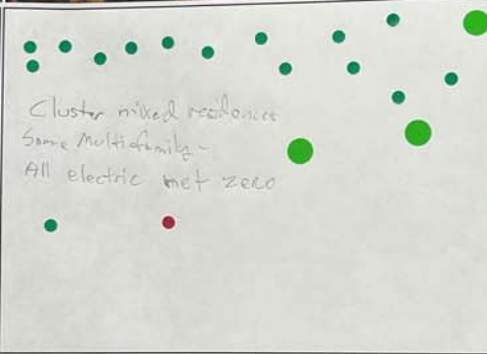 Cluster mixed residences
Some Multifamily -
All electric net zero